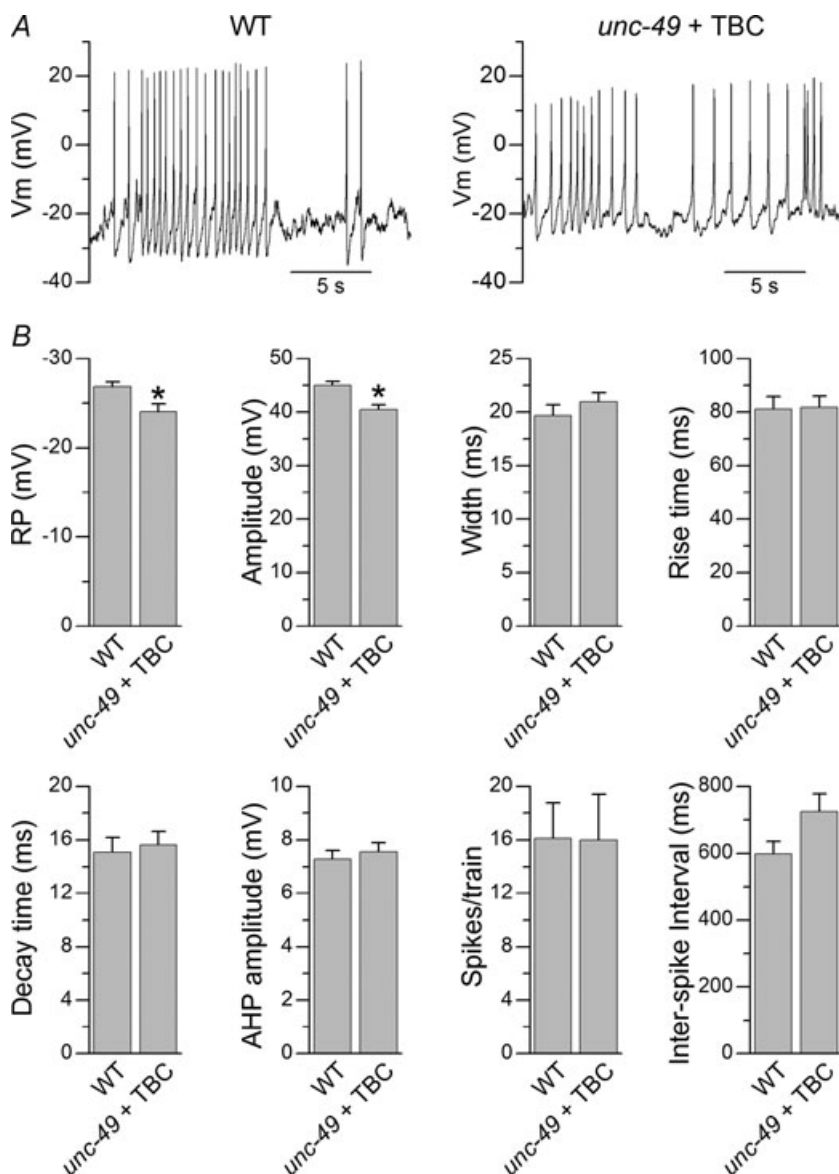 A
WT
unc-49 + TBC
Vm (mV)
20
0
-20
-40
5 s
Vm (mV)
20
0
-20
-40
5 s
B
RP (mV)
-30
-20
-10
0
*
WT
unc-49 + TBC
Amplitude (mV)
50
40
30
20
10
0
*
WT
unc-49 + TBC
Width (ms)
25
20
15
10
5
0
WT
unc-49 + TBC
Rise time (ms)
100
80
60
40
20
0
WT
unc-49 + TBC
Decay time (ms)
20
16
12
8
4
0
WT
unc-49 + TBC
AHP amplitude (mV)
10
8
6
4
2
0
WT
unc-49 + TBC
Spikes/train
20
16
12
8
4
0
WT
unc-49 + TBC
Inter-spike Interval (ms)
800
600
400
200
0
WT
unc-49 + TBC